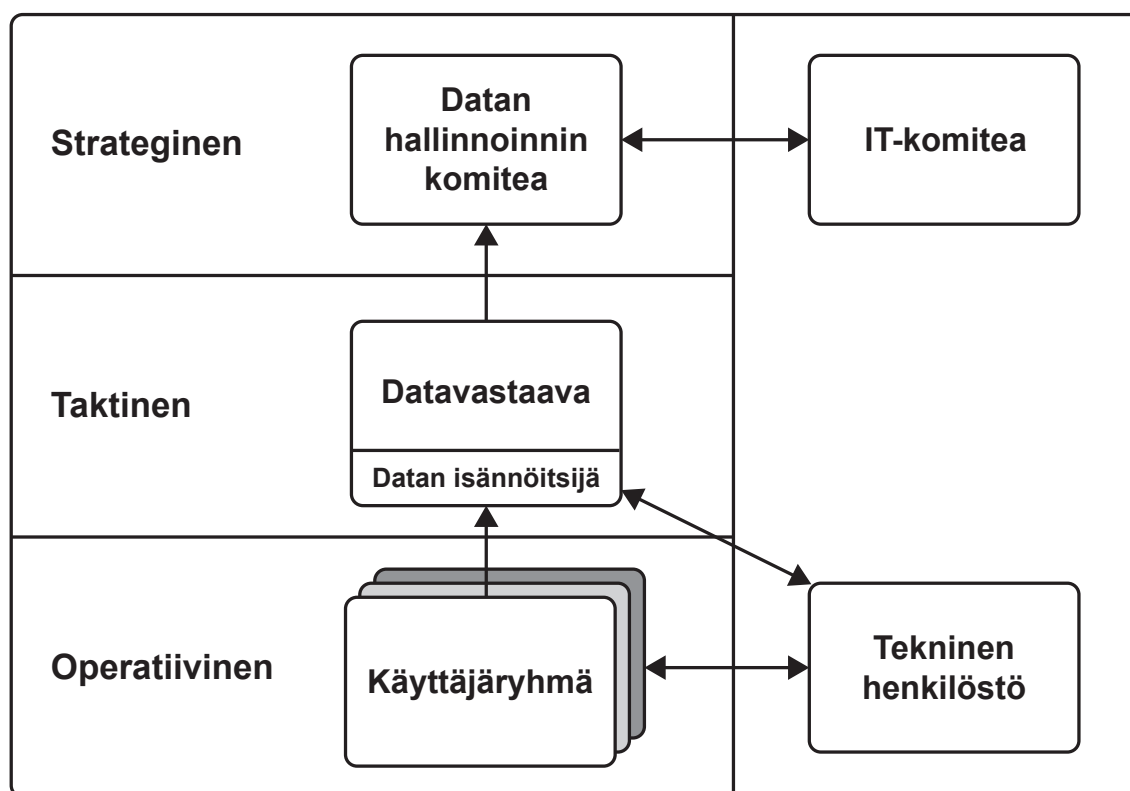 Strateginen
Datan
hallinnoinnin
komitea
IT-komitea
Taktinen
Datavastaava
Datan isännöitsijä
Operatiivinen
Käyttäjäryhmä
Tekninen
henkilöstö